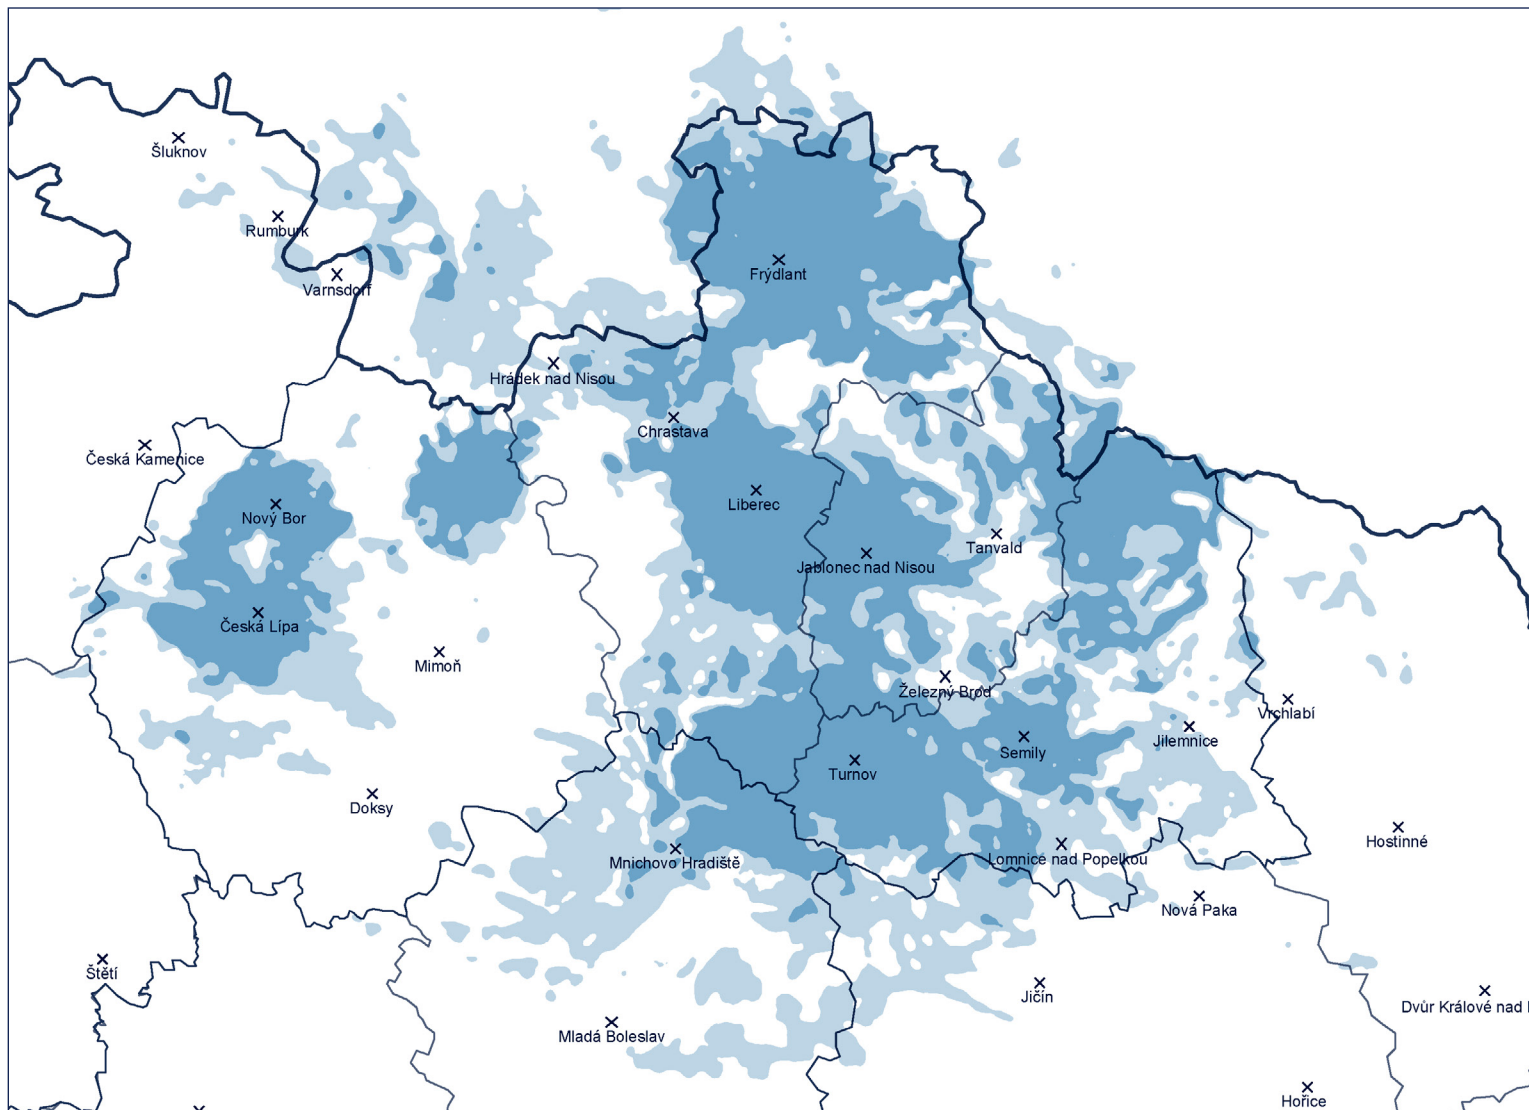 Šluknov
Rumburk
Varnsdorf
Frýdlant
Hrádek nad Nisou
Chrastava
Česká Kamenice
Nový Bor
Liberec
Tanvald
Jablonec nad Nisou
Česká Lípa
Mimoň
Železný Brod
Vrchlabí
Semily
Jilemnice
Turnov
Doksy
Hostinné
Mnichovo Hradiště
Lomnice nad Popelkou
Nová Paka
Štětí
Jičín
Dvůr Králové nad
Mladá Boleslav
Hořice